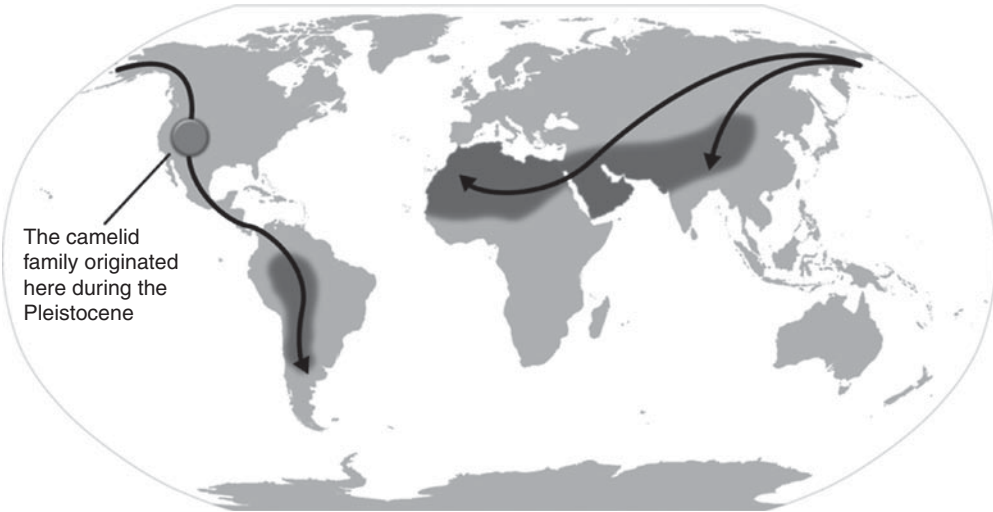 The camelid
family originated
here during the
Pleistocene